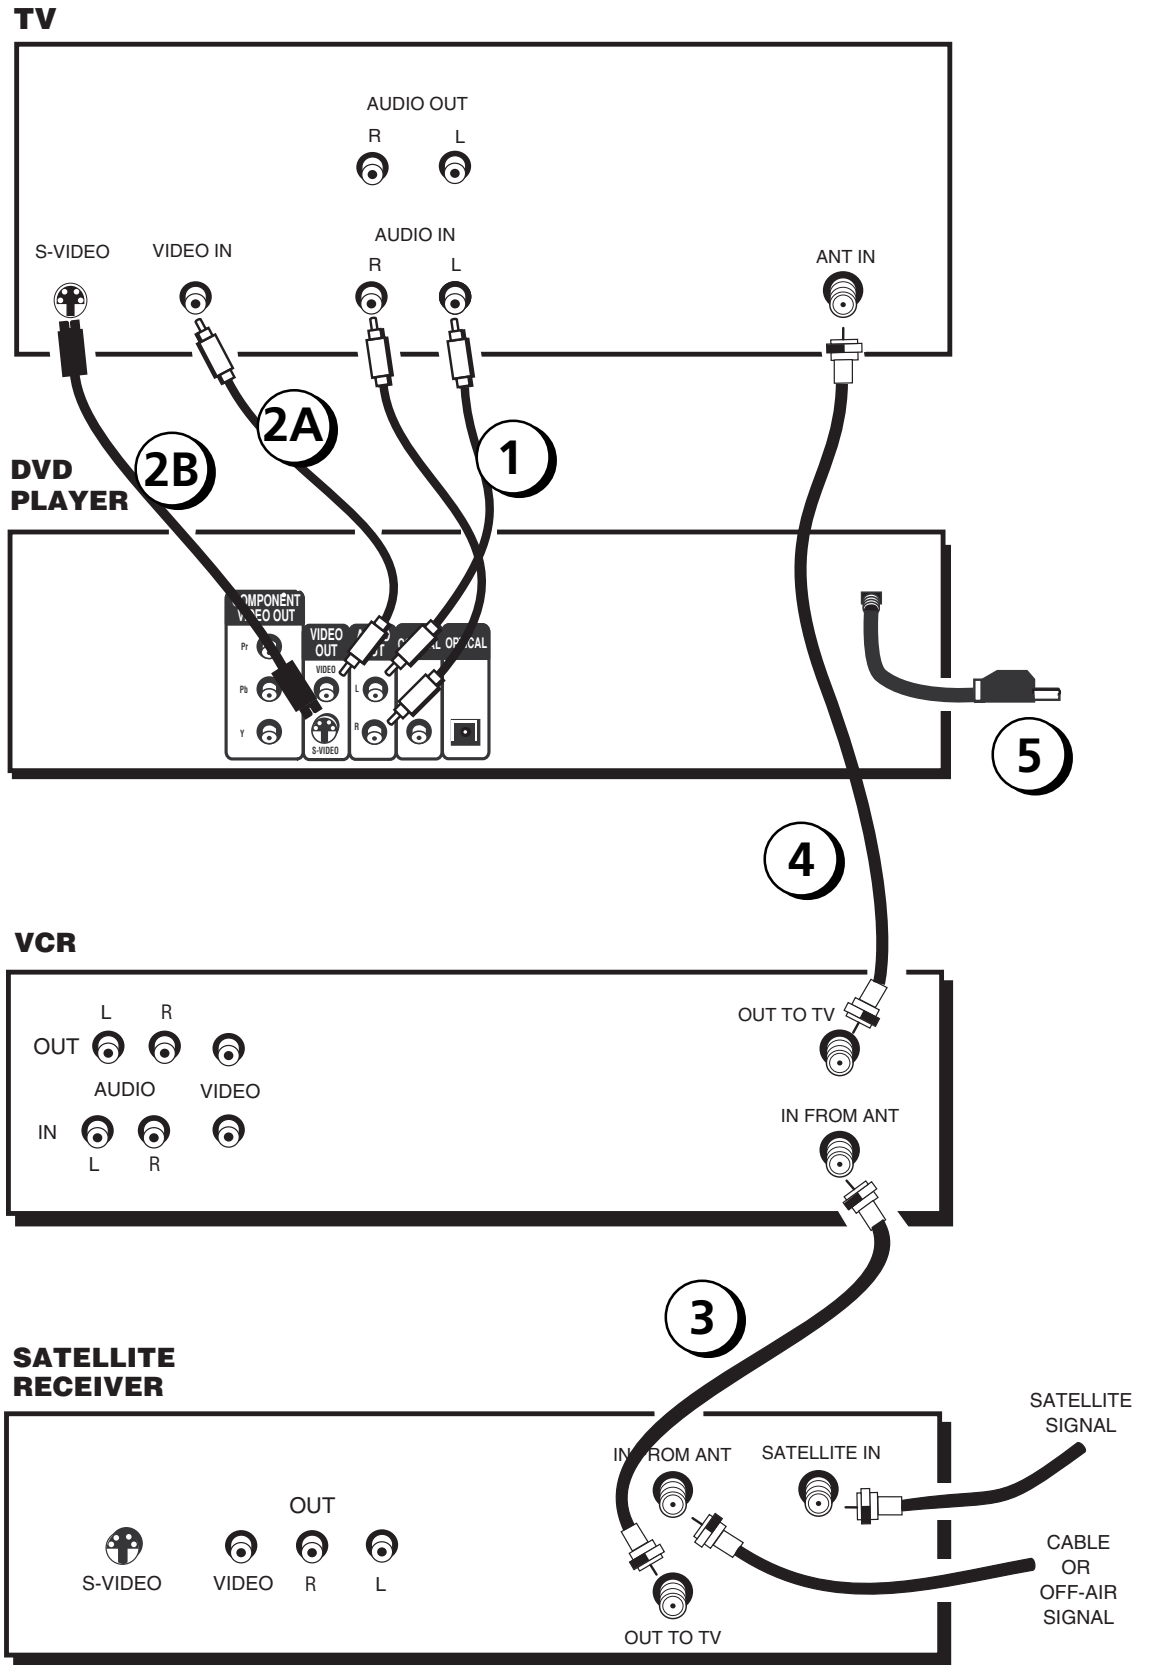 TV
AUDIO OUT
R L
AUDIO IN
S-VIDEO VIDEO IN R L ANT IN
2A
2B 1
DVD
PLAYER
COMPONENT
VIDEO OUT
VIDEO
OUT
OPTICAL
Pr VIDEO
Pb L
Y R
S-VIDEO
5
4
VCR
L R
OUT OUT TO TV
AUDIO VIDEO
IN IN FROM ANT
L R
3
SATELLITE
RECEIVER
SATELLITE
SIGNAL
IN FROM ANT SATELLITE IN
OUT
S-VIDEO VIDEO R L
OUT TO TV
CABLE
OR
OFF-AIR
SIGNAL